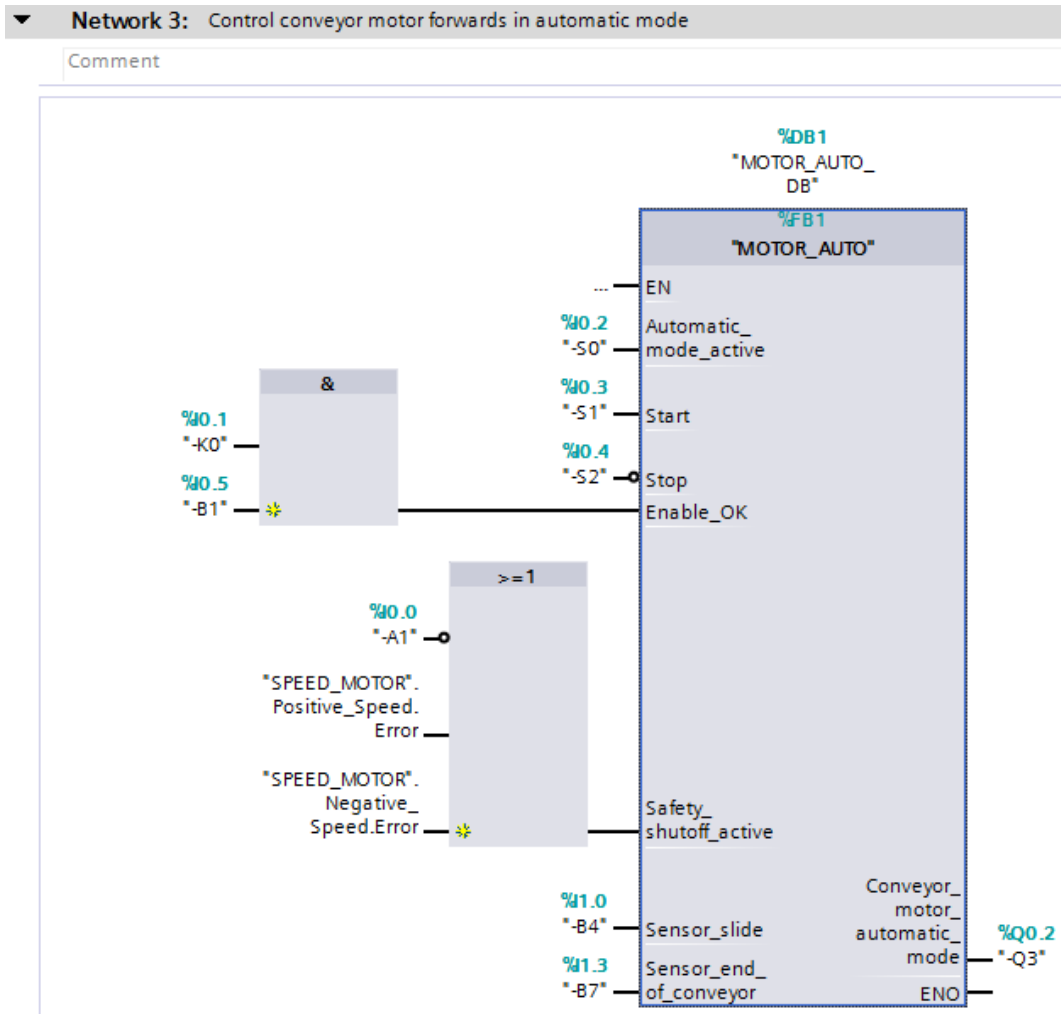 Network 3: Control conveyor motor forwards in automatic mode
Comment
%DB1
"MOTOR_AUTO_
DB"
%FB1
"MOTOR_AUTO"
... EN
%I0.2
"-S0"
Automatic_
mode_active
%I0.3
"-S1"
Start
%I0.4
"-S2"
Stop
&
%I0.1
"-K0"
%I0.5
"-B1"
Enable_OK
>=1
%I0.0
"-A1"
"SPEED_MOTOR".
Positive_Speed.
Error
"SPEED_MOTOR".
Negative_
Speed.Error
Safety_
shutoff_active
%I1.0
"-B4"
Sensor_slide
%I1.3
"-B7"
Sensor_end_
of_conveyor
Conveyor_
motor_
automatic_
mode
%Q0.2
"-Q3"
ENO